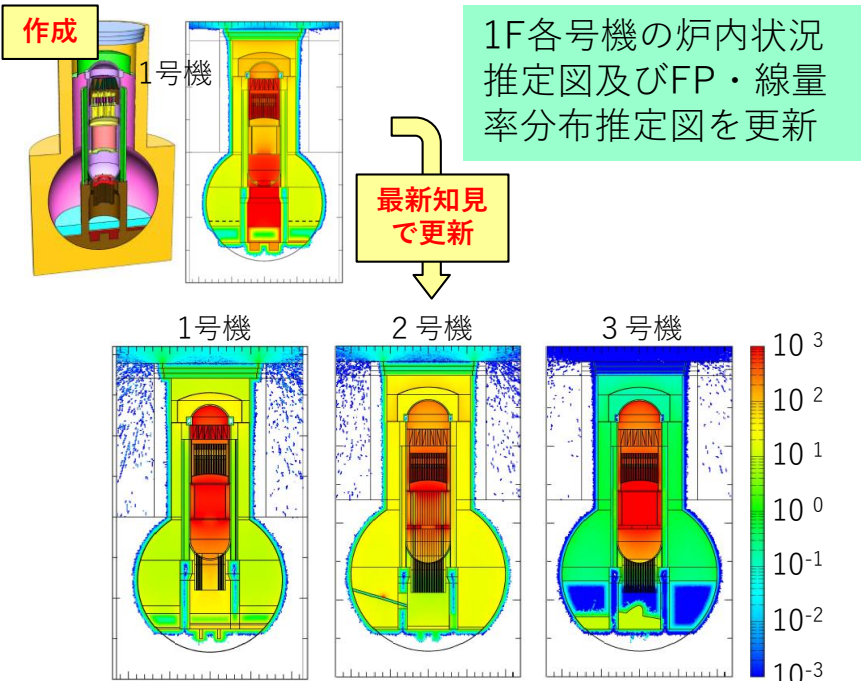 作成
1号機
1F各号機の炉内状況
推定図及びFP・線量
率分布推定図を更新
最新知見
で更新
1号機
２号機
３号機
10 3
10 2
10 1
10 0
10 -1
10 -2
10 -3